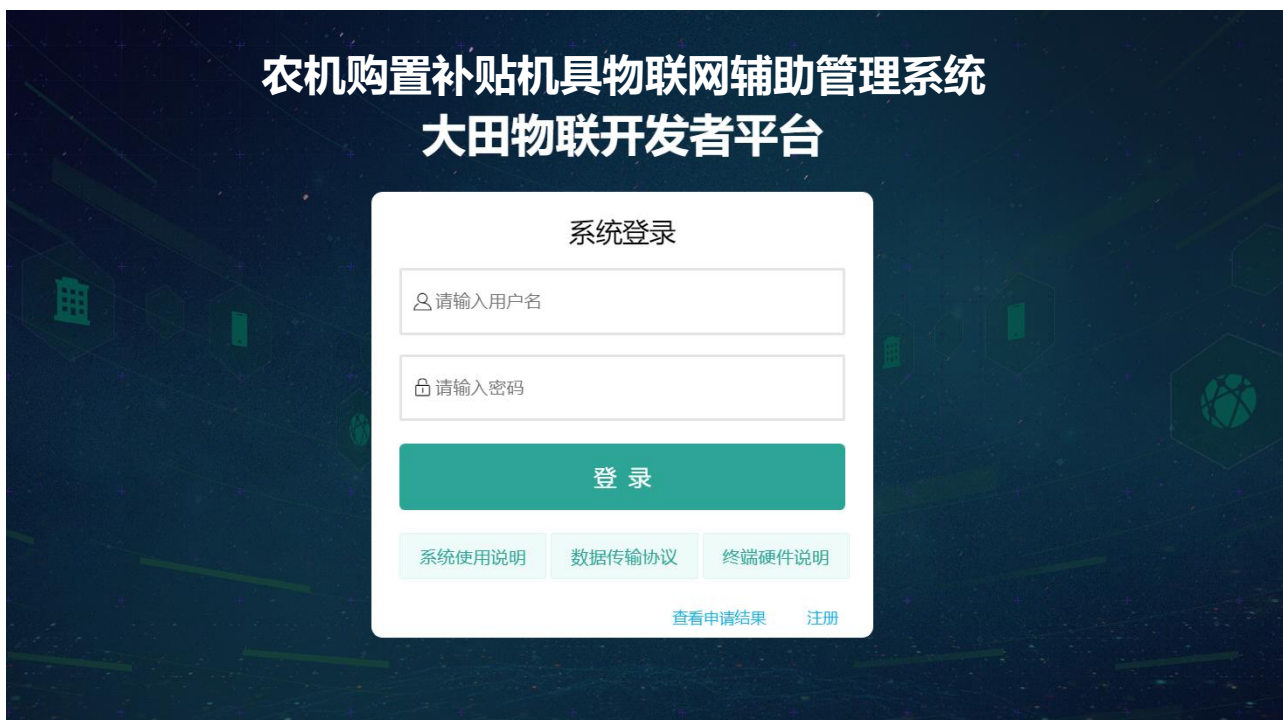 农机购置补贴机具物联网辅助管理系统
大田物联开发者平台
系统登录
请输入用户名
请输入密码
登 录
系统使用说明 数据传输协议 终端硬件说明
查看申请结果 注册